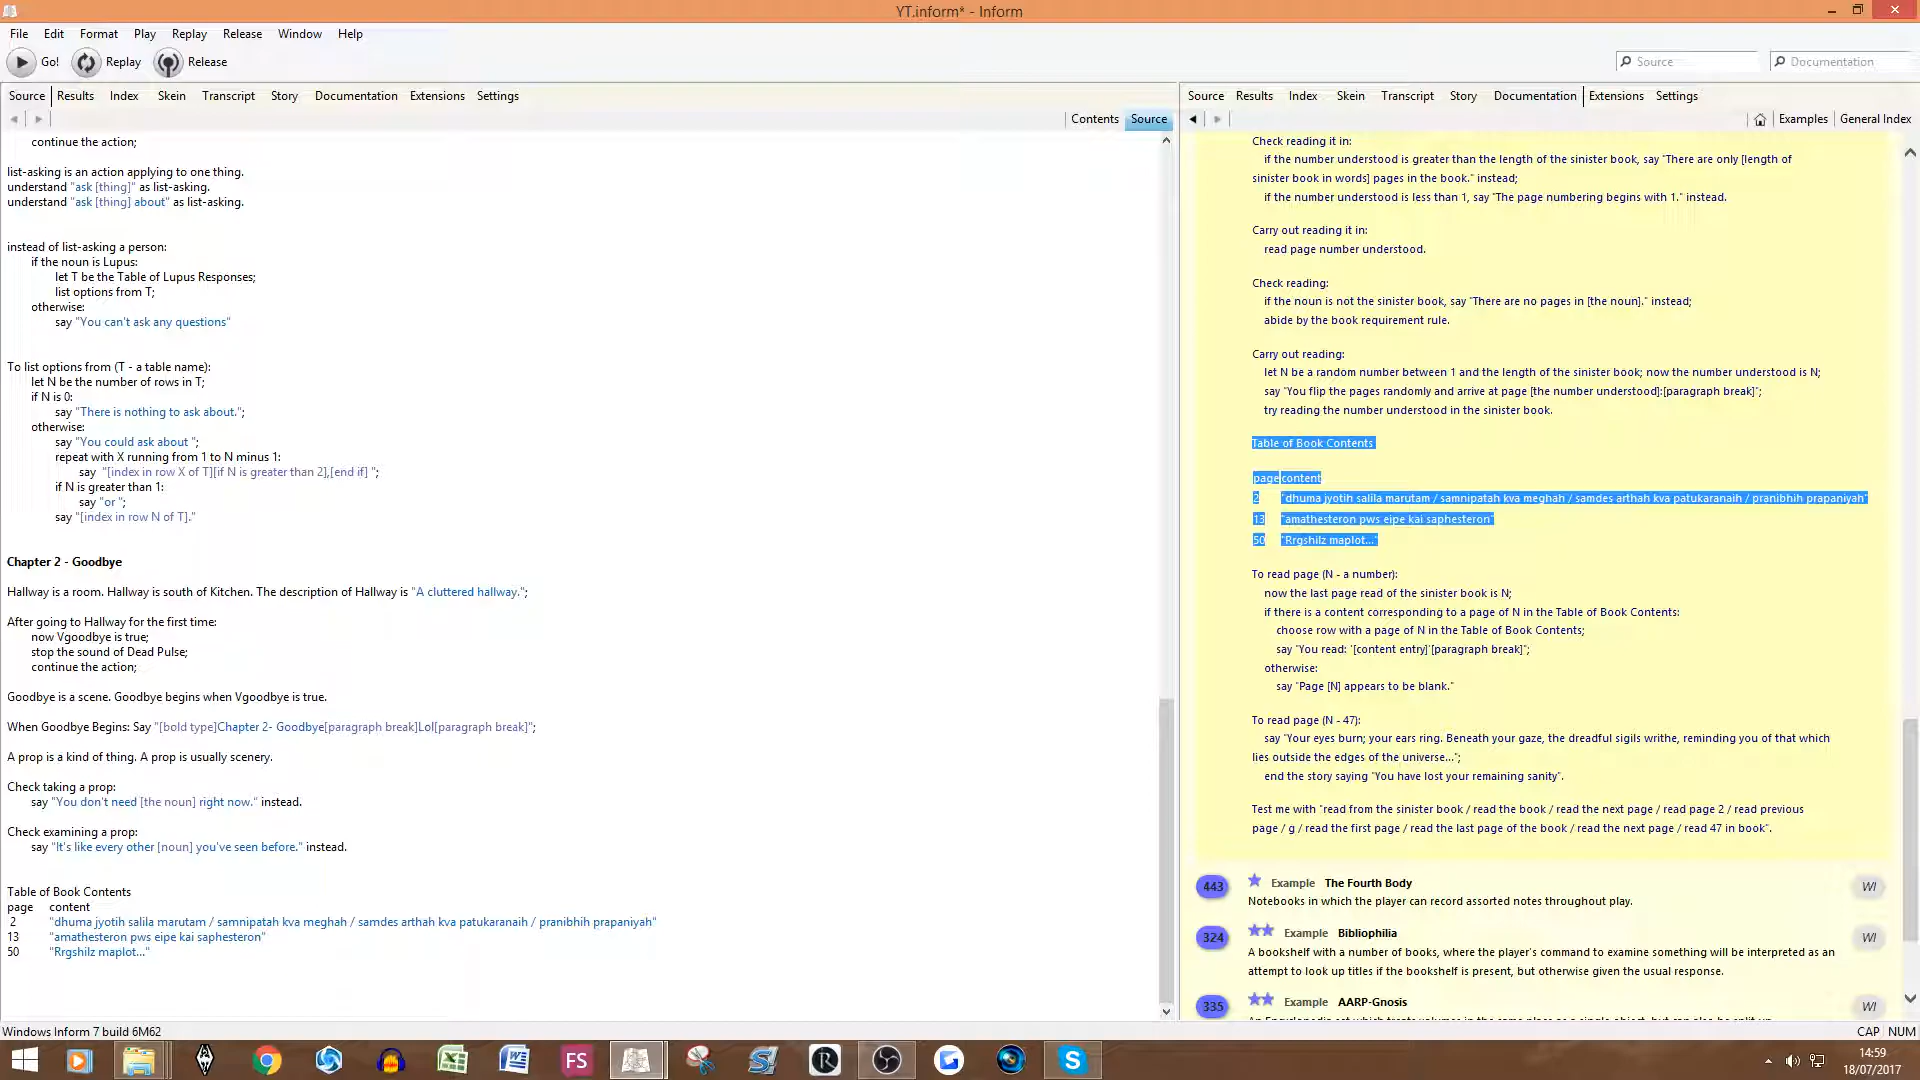 YT.inform* - Inform
File Edit Format Play Replay Release Window Help
Go! Replay Release
Source Documentation
Source Results Index Skein Transcript Story Documentation Extensions Settings
Contents Source
continue the action;
list-asking is an action applying to one thing.
understand "ask [thing]" as list-asking.
understand "ask [thing] about" as list-asking.
instead of list-asking a person:
if the noun is Lupus:
let T be the Table of Lupus Responses;
list options from T;
otherwise:
say "You can't ask any questions"
To list options from (T - a table name):
let N be the number of rows in T;
if N is 0:
say "There is nothing to ask about.";
otherwise:
say "You could ask about ";
repeat with X running from 1 to N minus 1:
say "[index in row X of T][if N is greater than 2],[end if] ";
if N is greater than 1:
say "or ";
say "[index in row N of T]."
Chapter 2 - Goodbye
Hallway is a room. Hallway is south of Kitchen. The description of Hallway is "A cluttered hallway.";
After going to Hallway for the first time:
now Vgoodbye is true;
stop the sound of Dead Pulse;
continue the action;
Goodbye is a scene. Goodbye begins when Vgoodbye is true.
When Goodbye Begins: Say "[bold type]Chapter 2- Goodbye[paragraph break]Lol[paragraph break]";
A prop is a kind of thing. A prop is usually scenery.
Check taking a prop:
say "You don't need [the noun] right now." instead.
Check examining a prop:
say "It's like every other [noun] you've seen before." instead.
Table of Book Contents
page content
2 "dhuma jyotih salila marutam / samnipatah kva meghah / samdes arthah kva patukaranaih / pranibhih prapaniyah"
13 "amathesteron pws eipe kai saphesteron"
50 "Rrgshilz maplot..."
Source Results Index Skein Transcript Story Documentation Extensions Settings
Examples General Index
Check reading it in:
if the number understood is greater than the length of the sinister book, say "There are only [length of
sinister book in words] pages in the book." instead;
if the number understood is less than 1, say "The page numbering begins with 1." instead.
Carry out reading it in:
read page number understood.
Check reading:
if the noun is not the sinister book, say "There are no pages in [the noun]." instead;
abide by the book requirement rule.
Carry out reading:
let N be a random number between 1 and the length of the sinister book; now the number understood is N;
say "You flip the pages randomly and arrive at page [the number understood]:[paragraph break]";
try reading the number understood in the sinister book.
Table of Book Contents
page content
2 "dhuma jyotih salila marutam / samnipatah kva meghah / samdes arthah kva patukaranaih / pranibhih prapaniyah"
13 "amathesteron pws eipe kai saphesteron"
50 "Rrgshilz maplot..."
To read page (N - a number):
now the last page read of the sinister book is N;
if there is a content corresponding to a page of N in the Table of Book Contents:
choose row with a page of N in the Table of Book Contents;
say "You read: '[content entry]'[paragraph break]";
otherwise:
say "Page [N] appears to be blank."
To read page (N - 47):
say "Your eyes burn; your ears ring. Beneath your gaze, the dreadful sigils writhe, reminding you of that which
lies outside the edges of the universe...";
end the story saying "You have lost your remaining sanity".
Test me with "read from the sinister book / read the book / read the next page / read page 2 / read previous
page / g / read the first page / read the last page of the book / read the next page / read 47 in book".
443 Example The Fourth Body WI
Notebooks in which the player can record assorted notes throughout play.
324 Example Bibliophilia WI
A bookshelf with a number of books, where the player's command to examine something will be interpreted as an
attempt to look up titles if the bookshelf is present, but otherwise given the usual response.
335 Example AARP-Gnosis WI
Windows Inform 7 build 6M62
CAP NUM
FS R S
14:59
18/07/2017